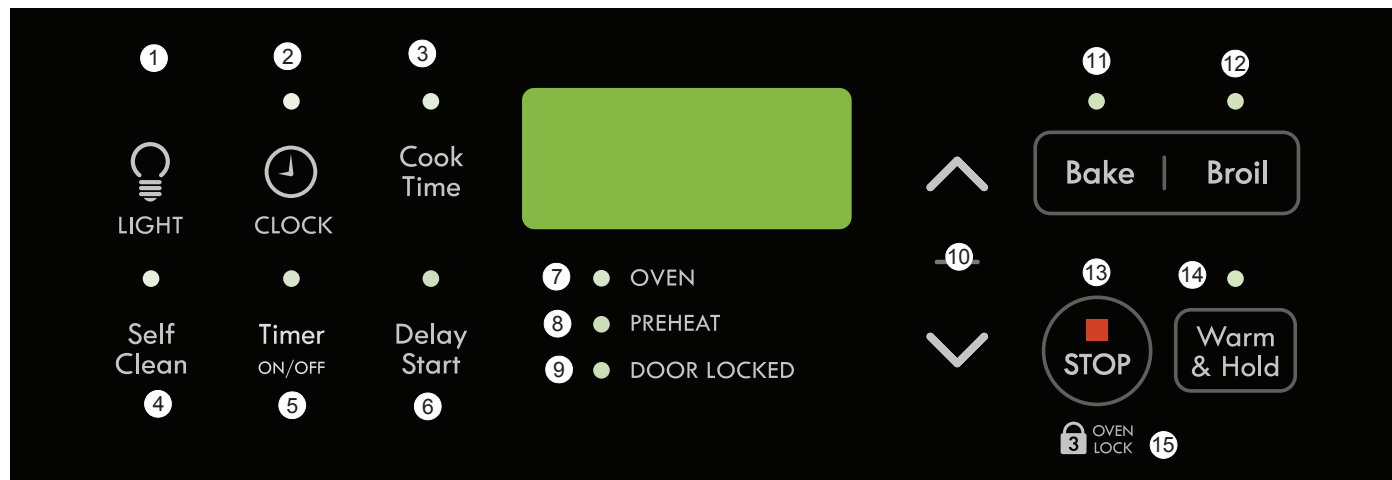 1
2
3
11
12
Cook
Time
LIGHT
CLOCK
Bake | Broil
7 OVEN
8 PREHEAT
9 DOOR LOCKED
10
13
14
Self
Clean
Timer
ON/OFF
Delay
Start
STOP
Warm
& Hold
4
5
6
3 OVEN
LOCK
15